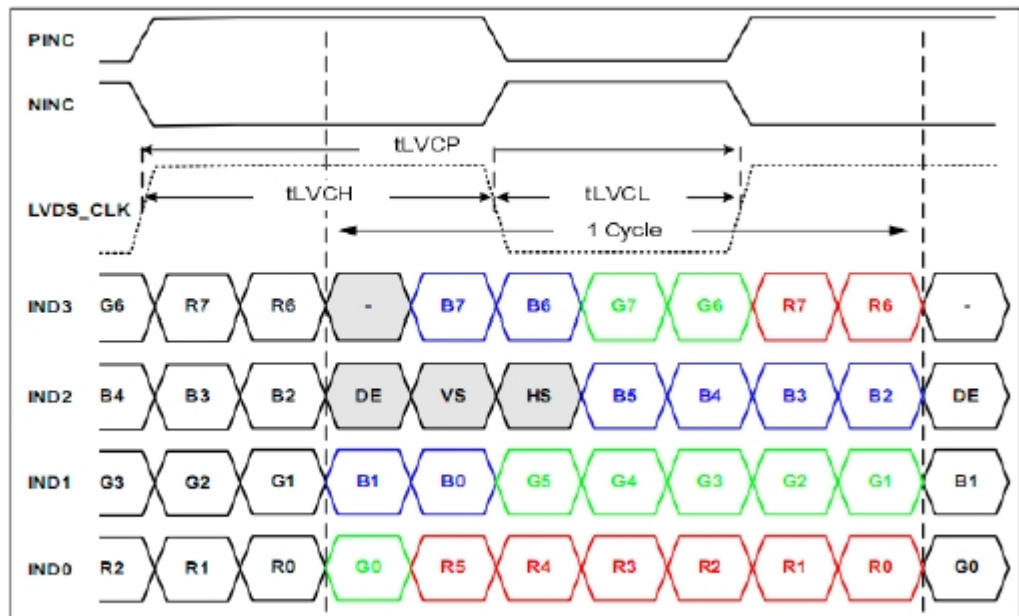 PINC
NINC
tLVCP
tLVCH tLVCL
LVDS_CLK
1 Cycle
IND3 G6 R7 R6 - B7 B6 G7 G6 R7 R6 -
IND2 B4 B3 B2 DE VS HS B5 B4 B3 B2 DE
IND1 G3 G2 G1 B1 B0 G5 G4 G3 G2 G1 B1
IND0 R2 R1 R0 G0 R5 R4 R3 R2 R1 R0 G0